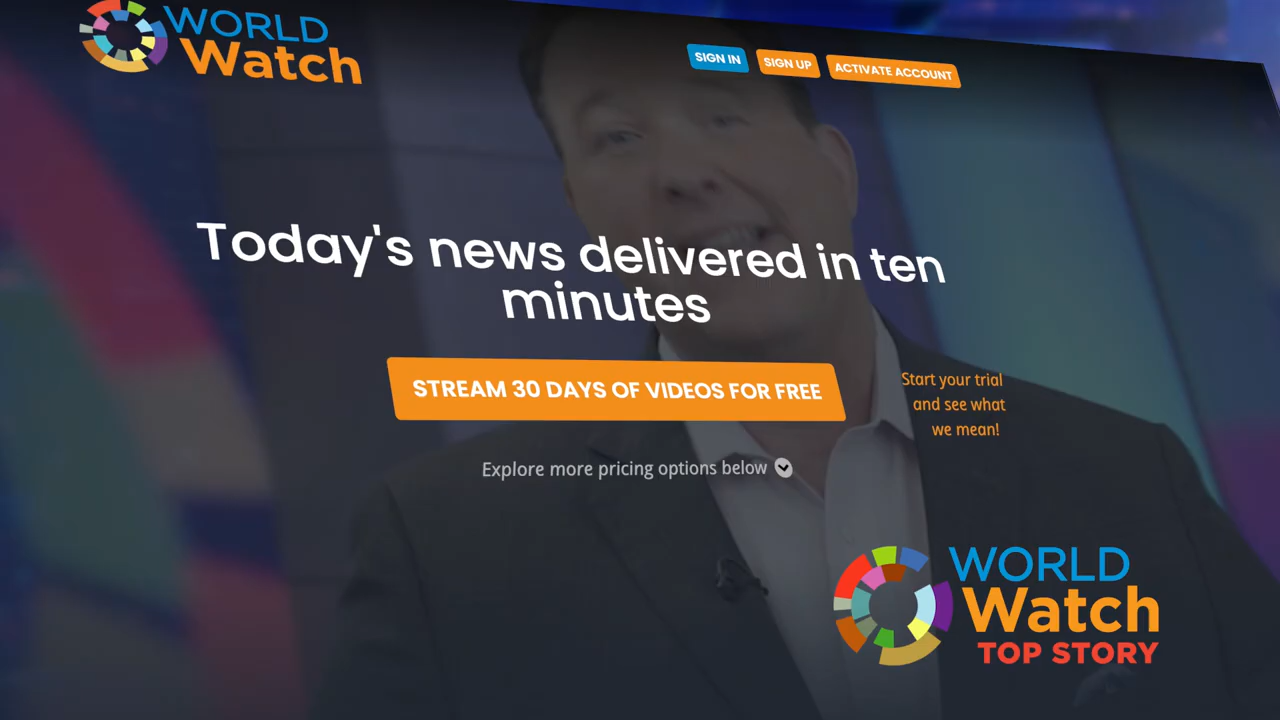 WORLD
Watch
SIGN IN
SIGN UP
ACTIVATE ACCOUNT
Today's news delivered in ten
minutes
STREAM 30 DAYS OF VIDEOS FOR FREE
Start your trial
and see what
we mean!
Explore more pricing options below
WORLD
Watch
TOP STORY